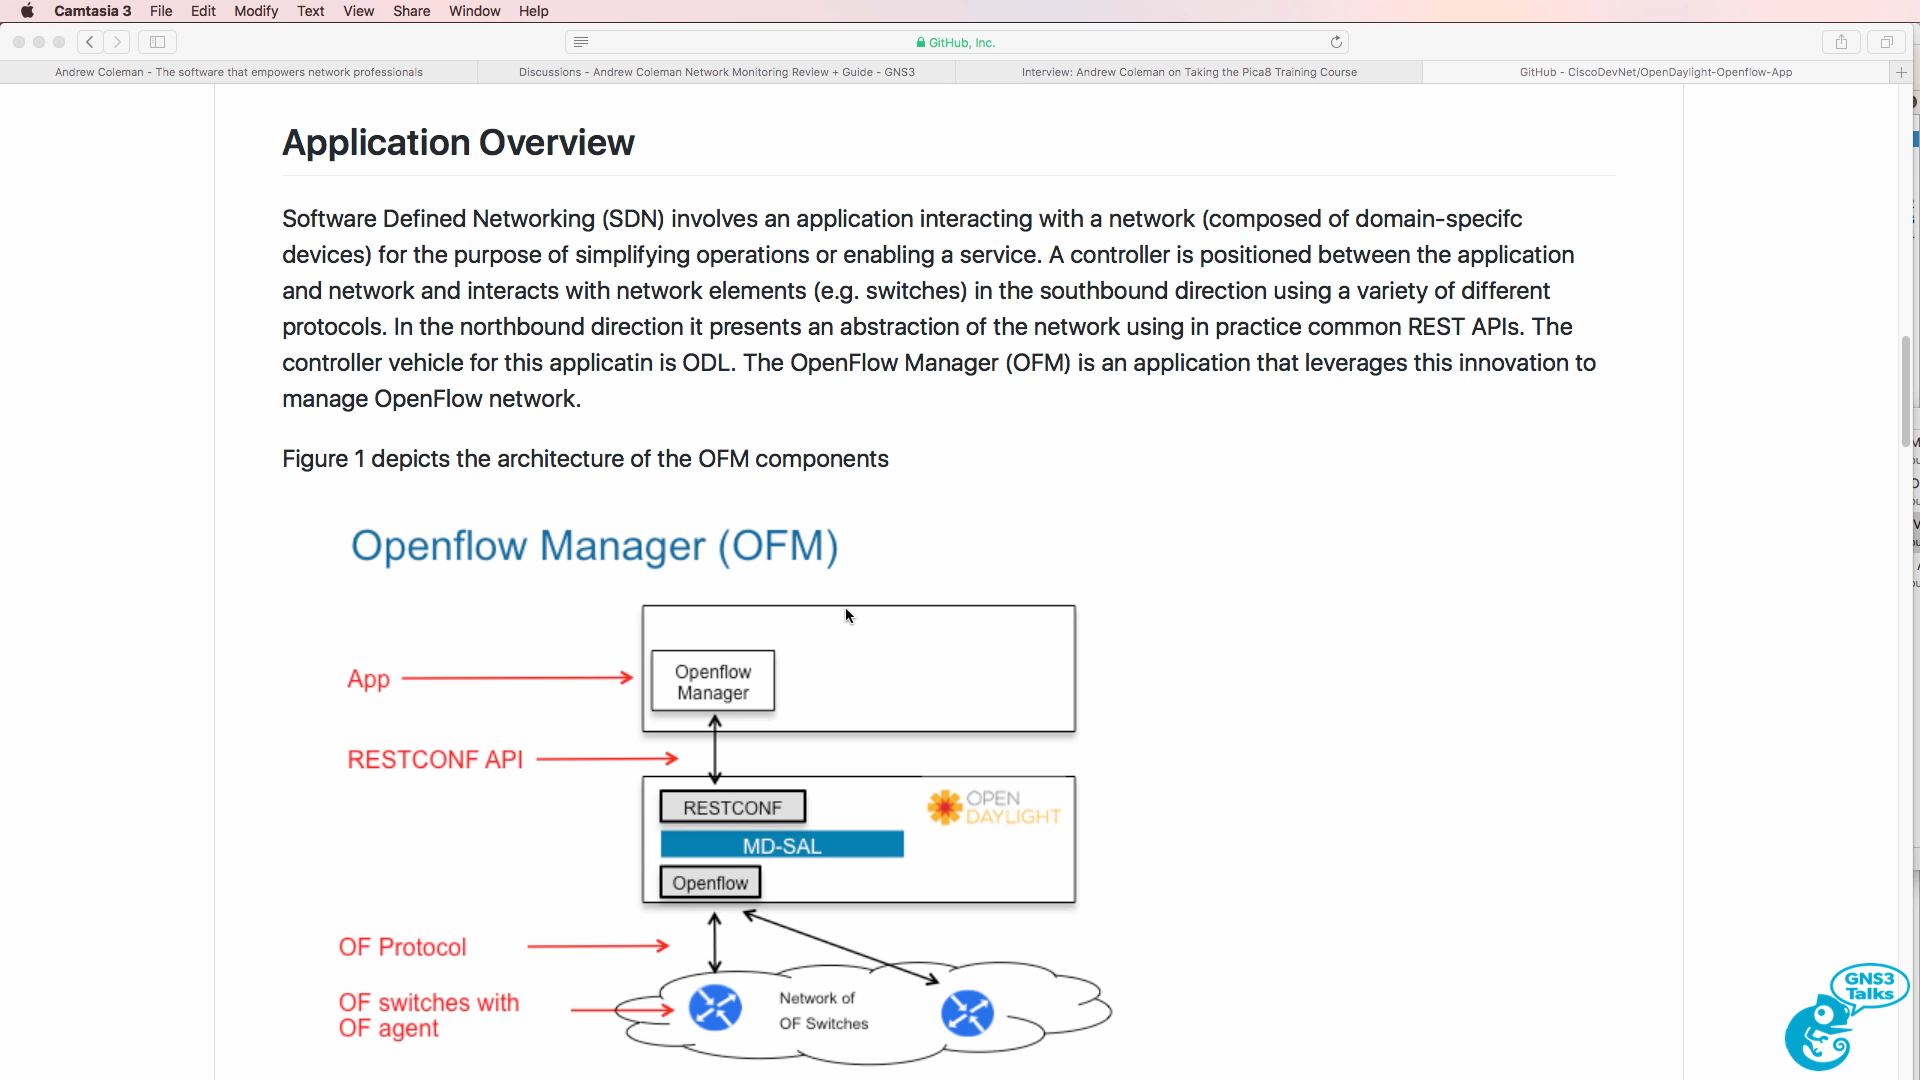 Camtasia 3 File Edit Modify Text View Share Window Help
GitHub, Inc.
Andrew Coleman - The software that empowers network professionals
Discussions - Andrew Coleman Network Monitoring Review + Guide - GNS3
Interview: Andrew Coleman on Taking the Pica8 Training Course
GitHub - CiscoDevNet/OpenDaylight-Openflow-App
Application Overview
Software Defined Networking (SDN) involves an application interacting with a network (composed of domain-specifc
devices) for the purpose of simplifying operations or enabling a service. A controller is positioned between the application
and network and interacts with network elements (e.g. switches) in the southbound direction using a variety of different
protocols. In the northbound direction it presents an abstraction of the network using in practice common REST APIs. The
controller vehicle for this applicatin is ODL. The OpenFlow Manager (OFM) is an application that leverages this innovation to
manage OpenFlow network.
Figure 1 depicts the architecture of the OFM components
Openflow Manager (OFM)
App
Openflow
Manager
RESTCONF API
RESTCONF
OPEN
DAYLIGHT
MD-SAL
Openflow
OF Protocol
OF switches with
OF agent
Network of
OF Switches
GNS3
Talks